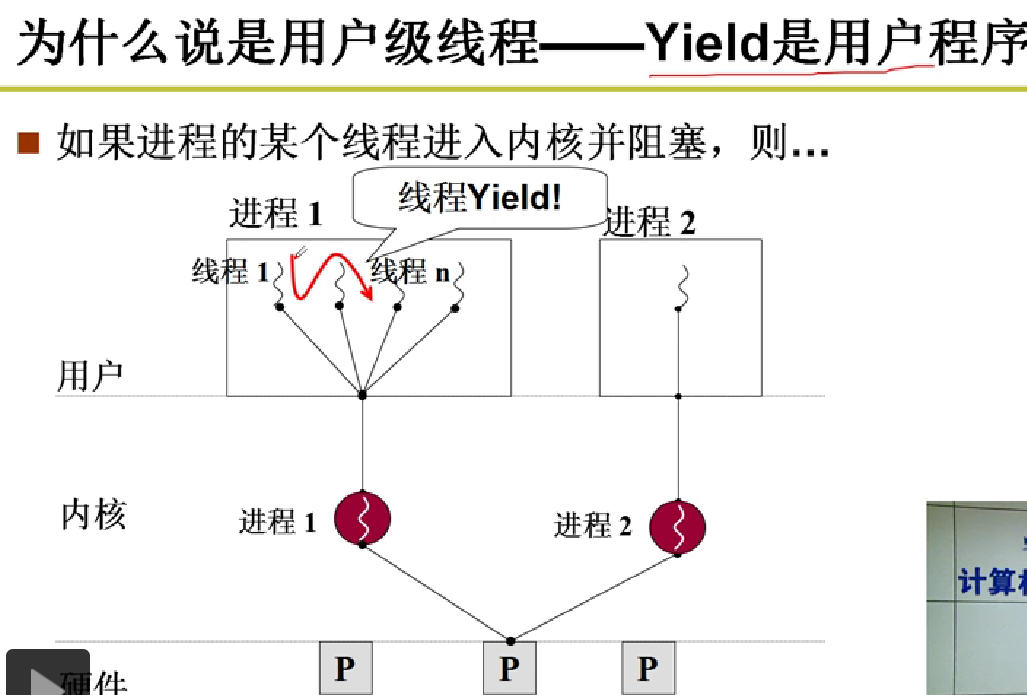 为什么说是用户级线程——Yield是用户程序
如果进程的某个线程进入内核并阻塞，则...
线程Yield!
进程 1
进程 2
线程 1
线程 n
用户
内核
进程 1
进程 2
P
P
P
硬件
计算机